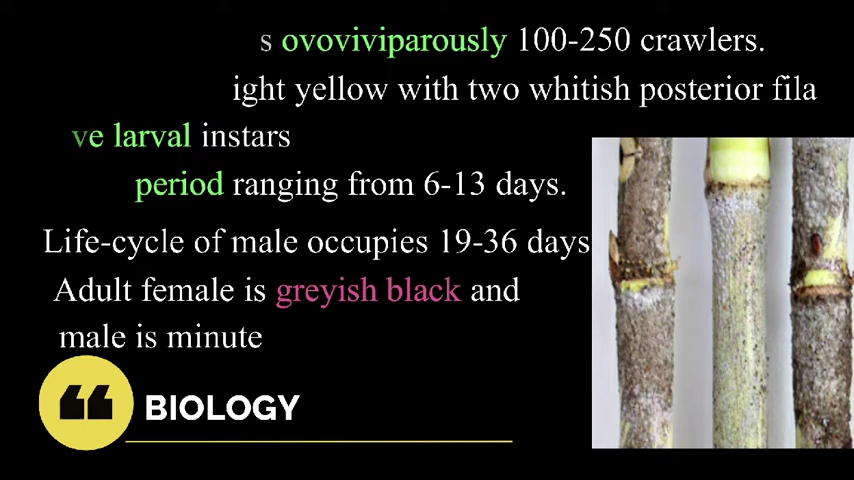 s ovoviviparously 100-250 crawlers.
ight yellow with two whitish posterior fila
ve larval instars
period ranging from 6-13 days.
Life-cycle of male occupies 19-36 days
Adult female is greyish black and
male is minute
BIOLOGY